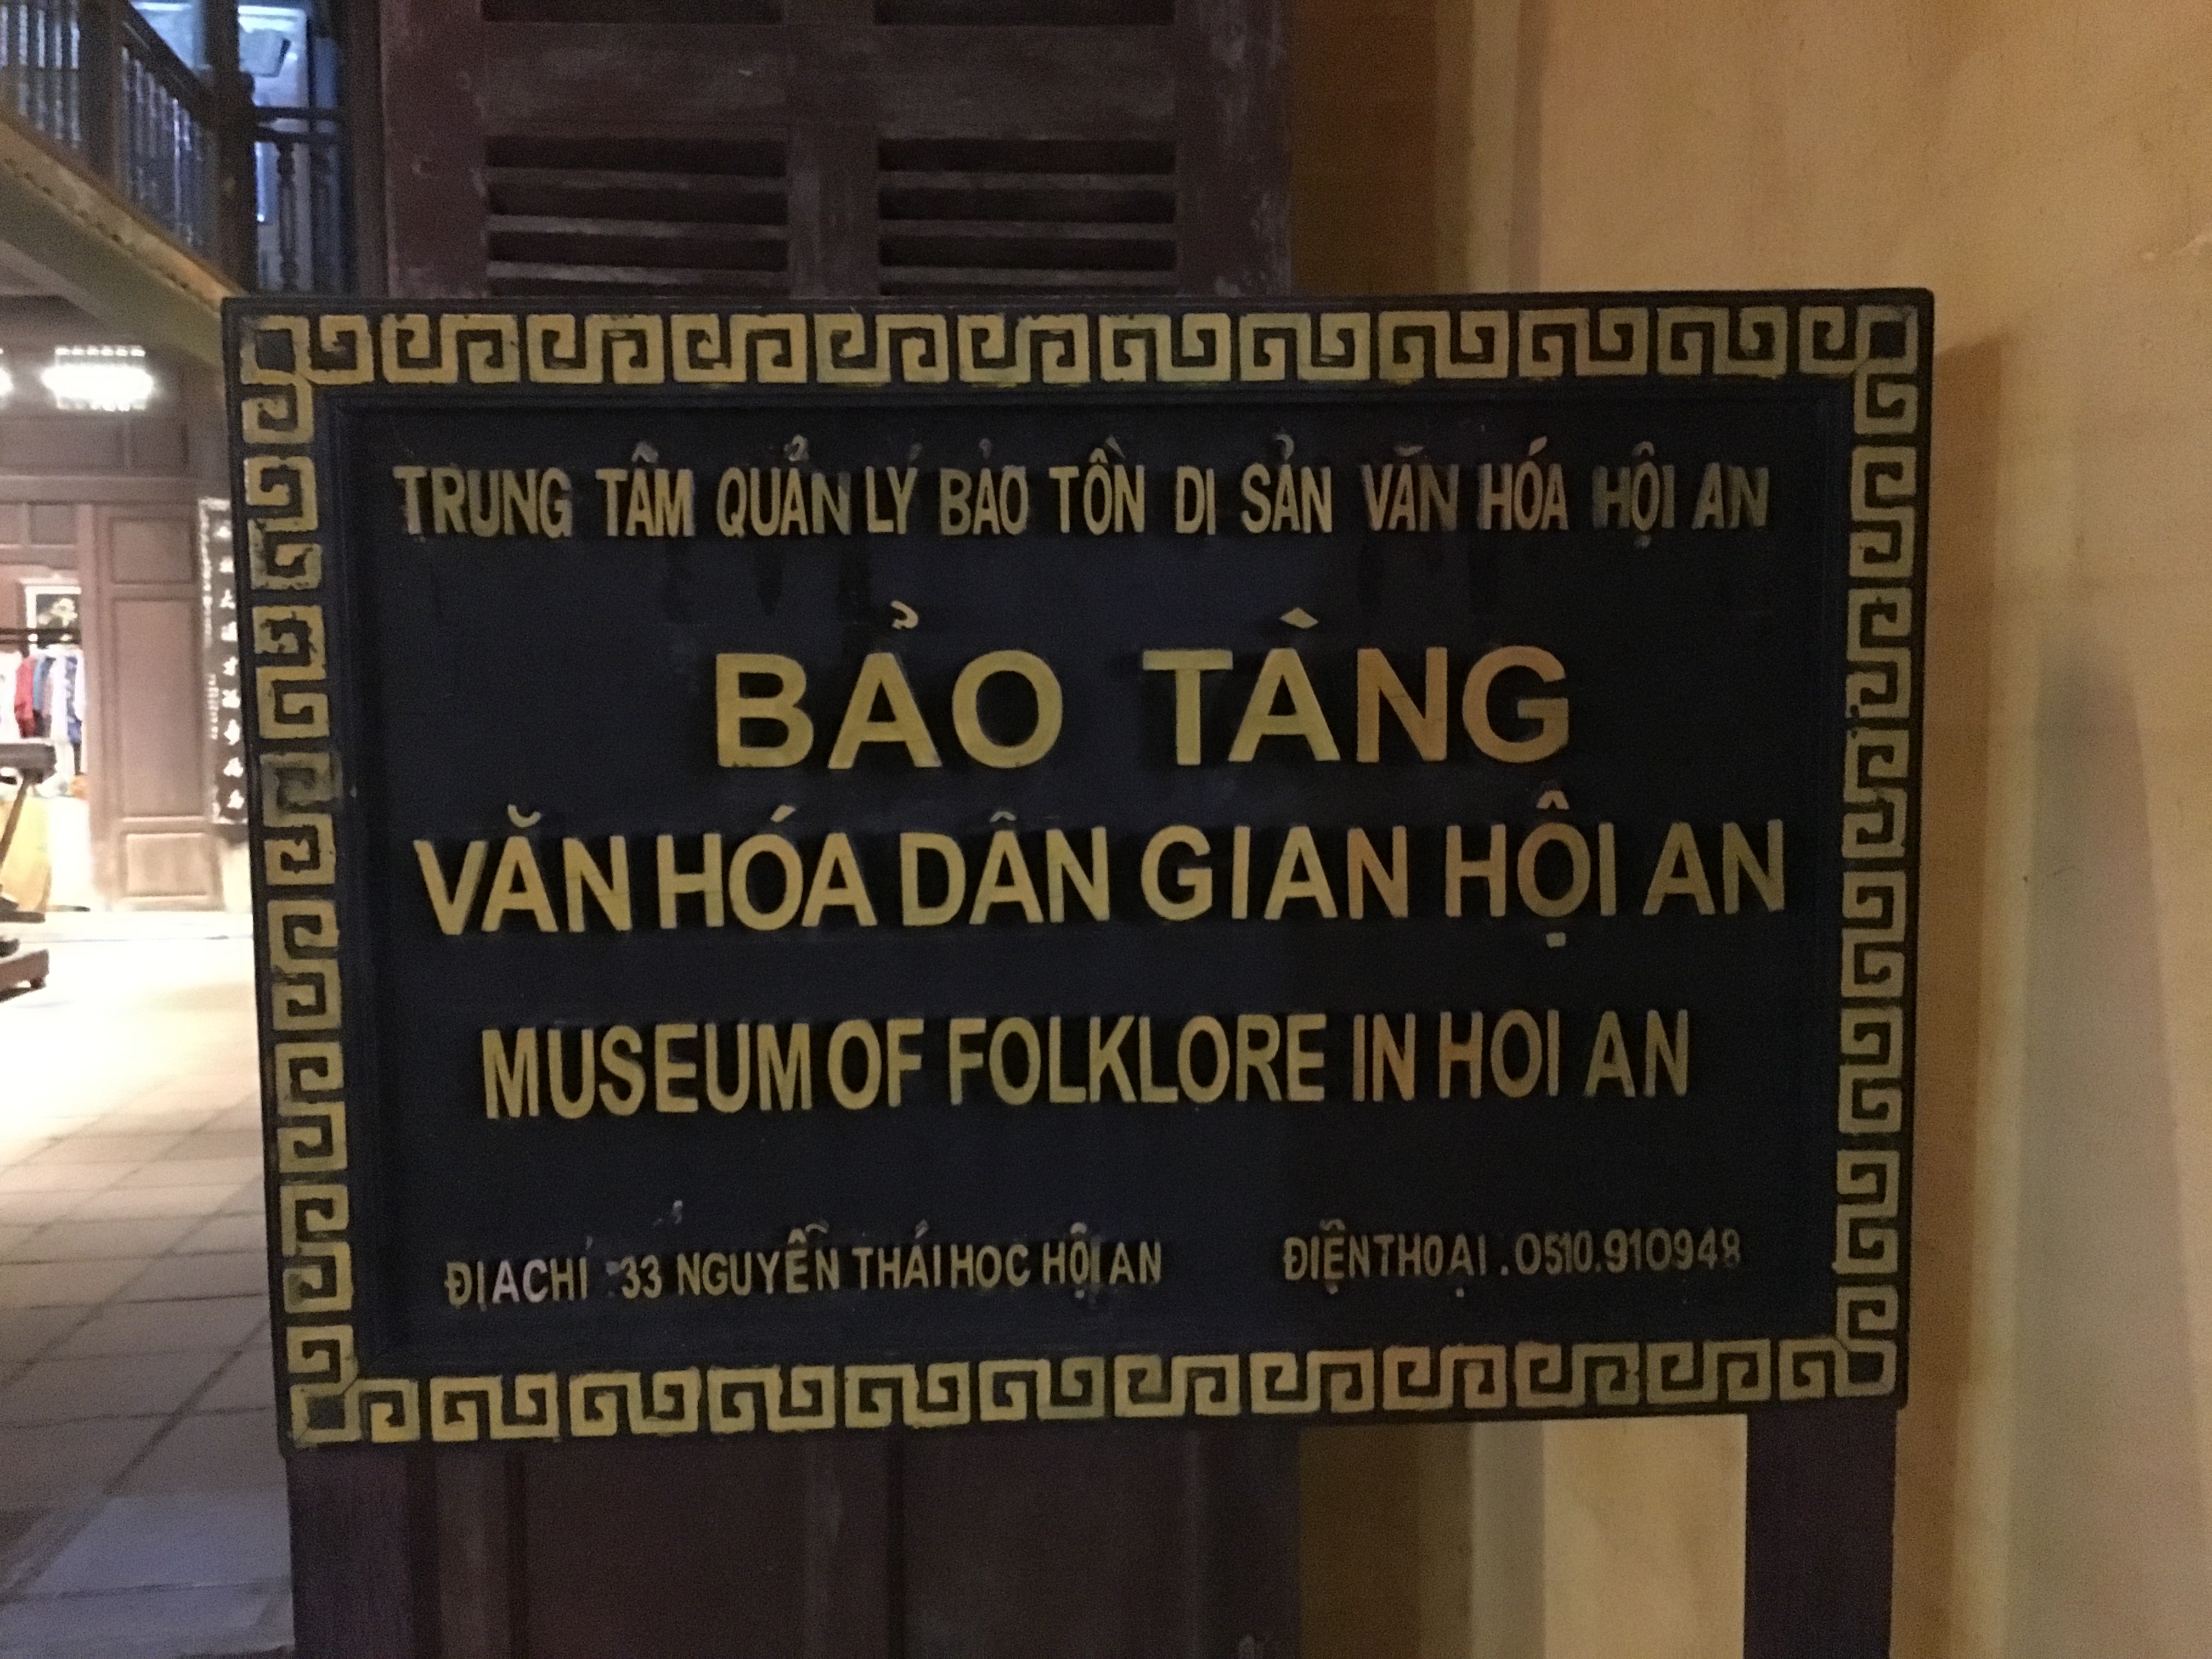 TRUNG TÂM QUẢN LÝ BẢO TỒN DI SẢN VĂN HÓA HỘI AN
BẢO TÀNG
VĂN HÓA DÂN GIAN HỘI AN
MUSEUM OF FOLKLORE IN HOI AN
ĐỊA CHỈ : 33 NGUYỄN THÁI HOC HỘI AN ĐIỆN THOẠI . 0510.910948